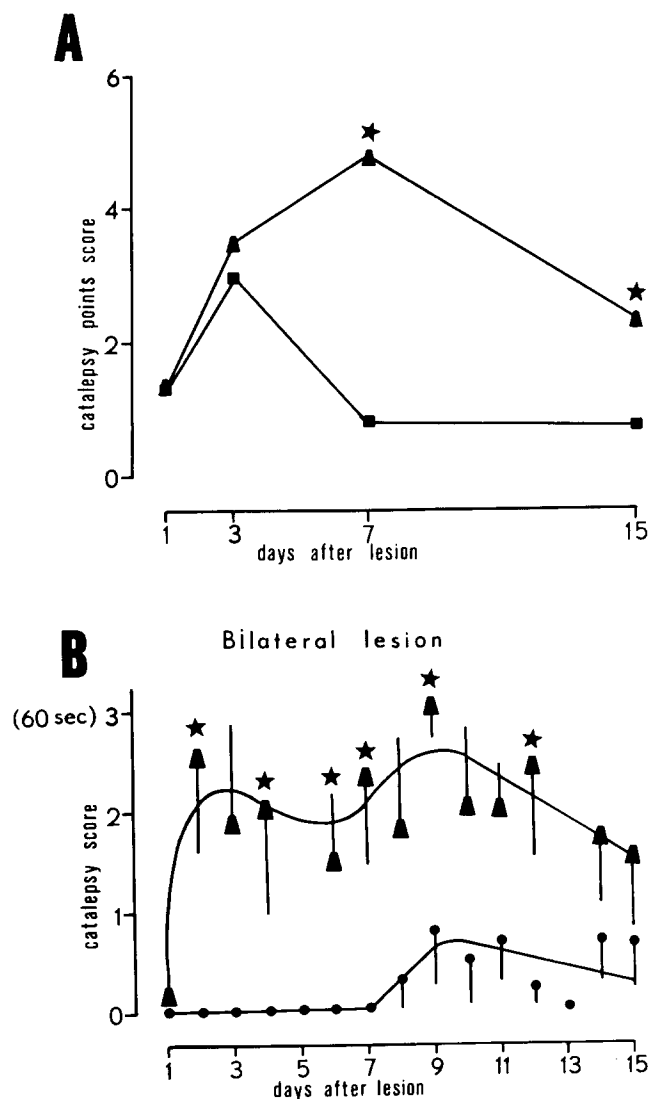 A
6
4
2
0
catalepsy points score
1 3 7 15
days after lesion
B
Bilateral lesion
(60 sec) 3
2
1
0
catalepsy score
1 3 5 7 9 11 13 15
days after lesion